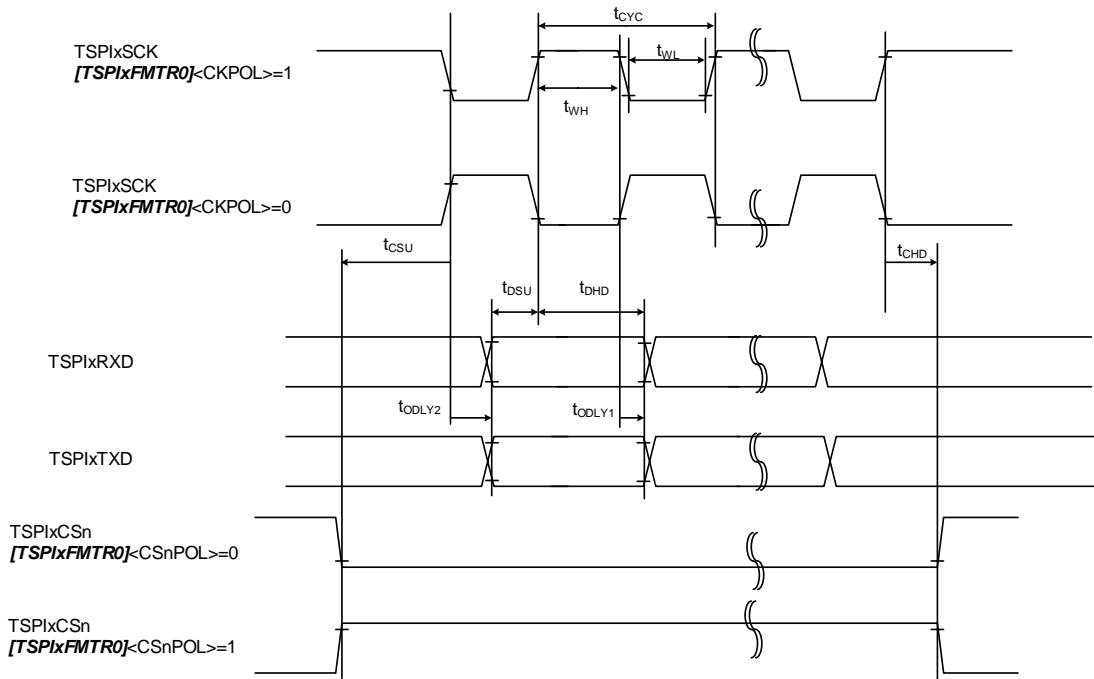 tCYC
TSPIxSCK
[TSPIxFMTR0]<CKPOL>=1
tWL
tWH
TSPIxSCK
[TSPIxFMTR0]<CKPOL>=0
tCSU
tCHD
tDSU
tDHD
TSPIxRXD
tODLY2
tODLY1
TSPIxTXD
TSPIxCSn
[TSPIxFMTR0]<CSnPOL>=0
TSPIxCSn
[TSPIxFMTR0]<CSnPOL>=1